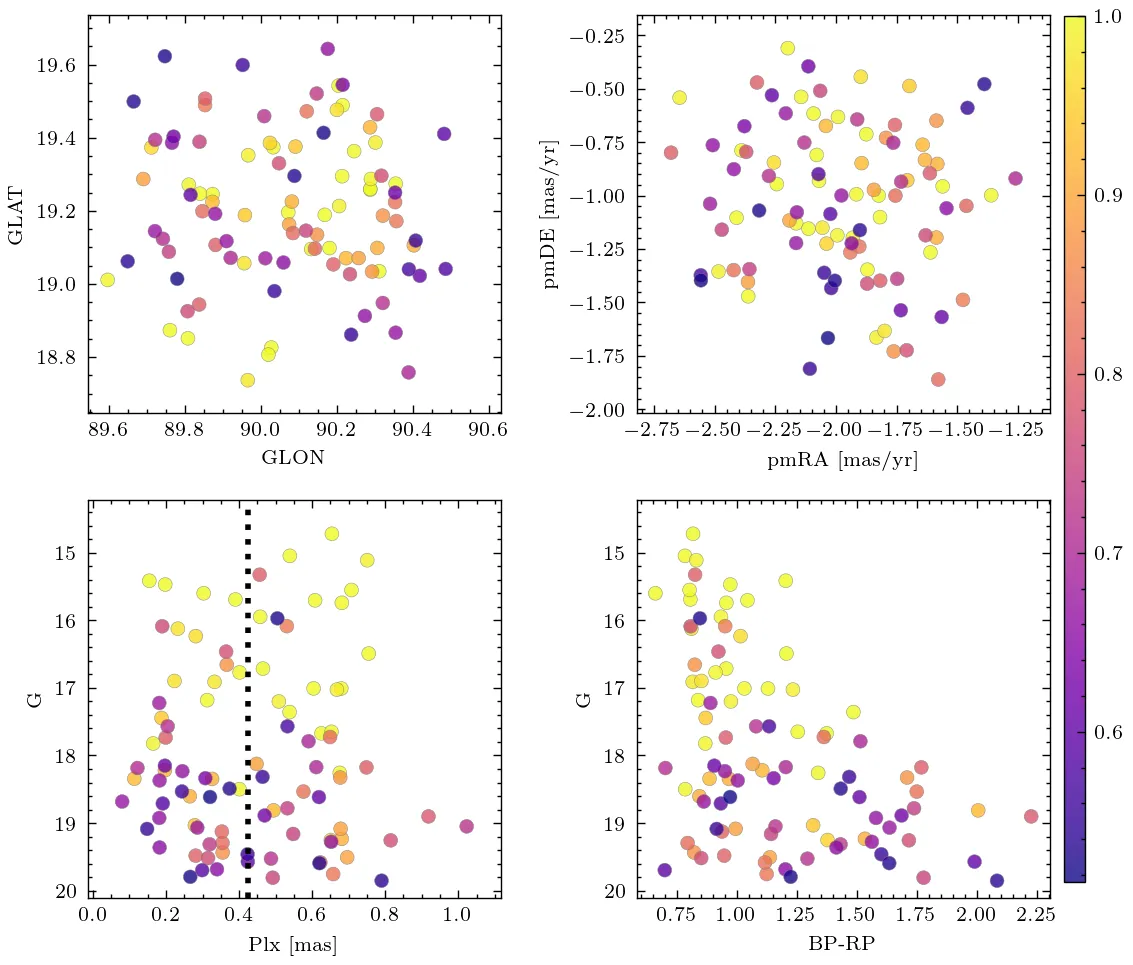 19.6
19.4
19.2
19.0
18.8
GLAT
89.6 89.8 90.0 90.2 90.4 90.6
GLON
−0.25
−0.50
−0.75
−1.00
−1.25
−1.50
−1.75
−2.00
pmDE [mas/yr]
−2.75 −2.50 −2.25 −2.00 −1.75 −1.50 −1.25
pmRA [mas/yr]
1.0
0.9
0.8
0.7
0.6
15
16
17
18
19
20
G
0.0 0.2 0.4 0.6 0.8 1.0
Plx [mas]
15
16
17
18
19
20
G
0.75 1.00 1.25 1.50 1.75 2.00 2.25
BP-RP